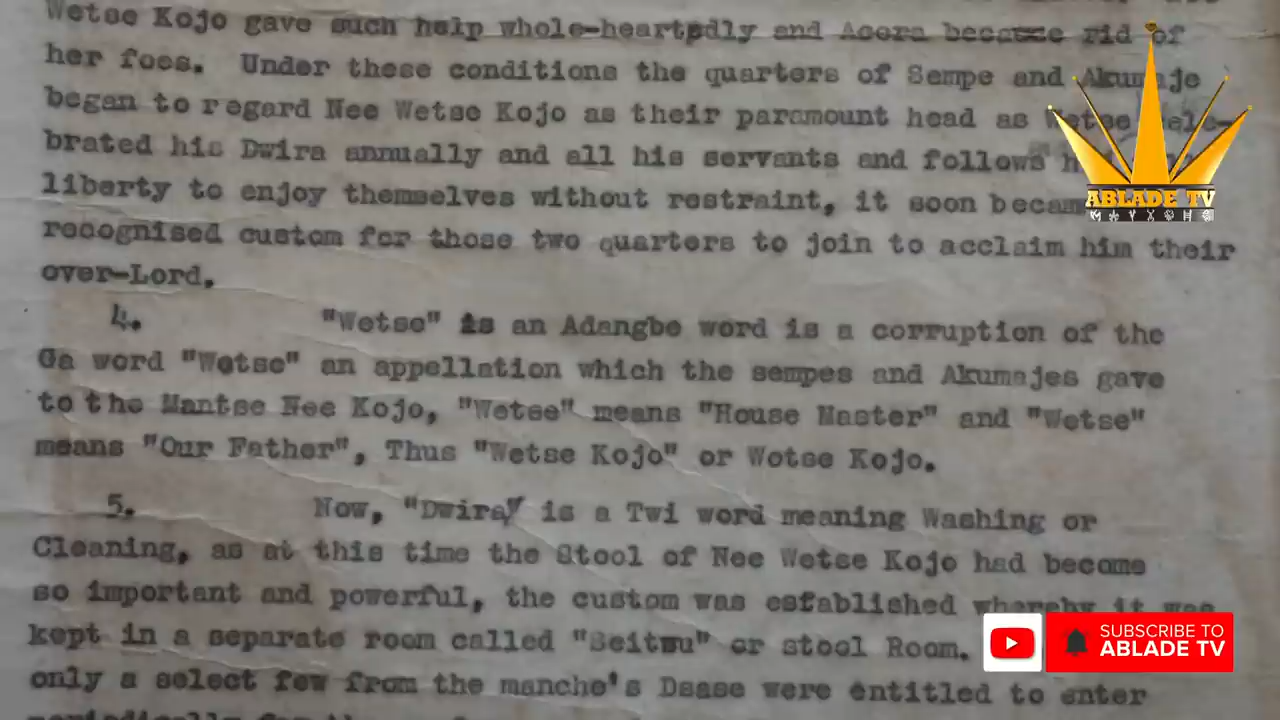 Wetse Kojo gave such help whole-heartedly and Accra became rid of
her foes. Under these conditions the quarters of Sempe and Akumaje
began to regard Nee Wetse Kojo as their paramount head as Wetse cele-
brated his Dwira annually and all his servants and follows
liberty to enjoy themselves without restraint, it soon became
recognised custom for those two quarters to join to acclaim him their
over-Lord.
4. "Wetse" is an Adangbe word is a corruption of the
Ga word "Wetse" an appellation which the sempes and Akumajes gave
to the Mantse Nee Kojo, "Wetse" means "House Master" and "Wetse"
means "Our Father", Thus "Wetse Kojo" or Wotse Kojo.
5. Now, "Dwira" is a Twi word meaning Washing or
Cleaning, as at this time the Stool of Nee Wetse Kojo had become
so important and powerful, the custom was established whereby it was
kept in a separate room called "Seitwu" or stool Room.
only a select few from the manche's Dsase were entitled to enter
ABLADE TV
SUBSCRIBE TO
ABLADE TV